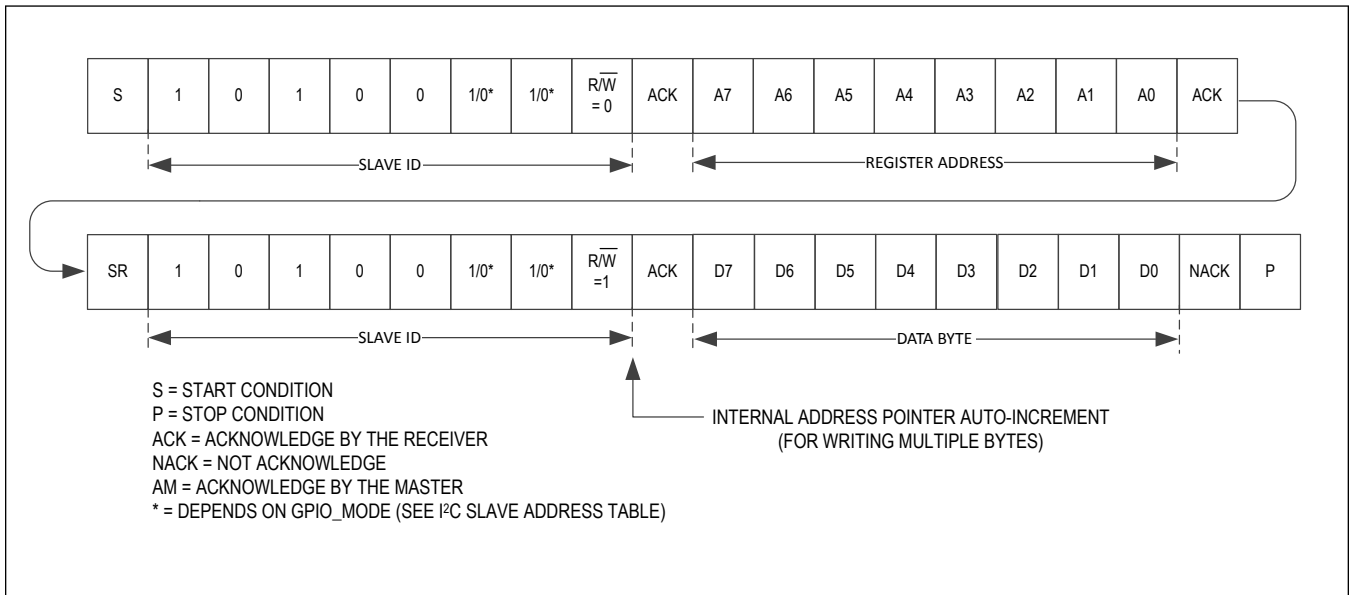 S 1 0 1 0 0 1/0* 1/0* R/W̅ = 0 ACK A7 A6 A5 A4 A3 A2 A1 A0 ACK
SLAVE ID REGISTER ADDRESS
SR 1 0 1 0 0 1/0* 1/0* R/W̅ =1 ACK D7 D6 D5 D4 D3 D2 D1 D0 NACK P
SLAVE ID DATA BYTE
S = START CONDITION
P = STOP CONDITION
ACK = ACKNOWLEDGE BY THE RECEIVER
NACK = NOT ACKNOWLEDGE
AM = ACKNOWLEDGE BY THE MASTER
* = DEPENDS ON GPIO_MODE (SEE I²C SLAVE ADDRESS TABLE)
INTERNAL ADDRESS POINTER AUTO-INCREMENT
(FOR WRITING MULTIPLE BYTES)